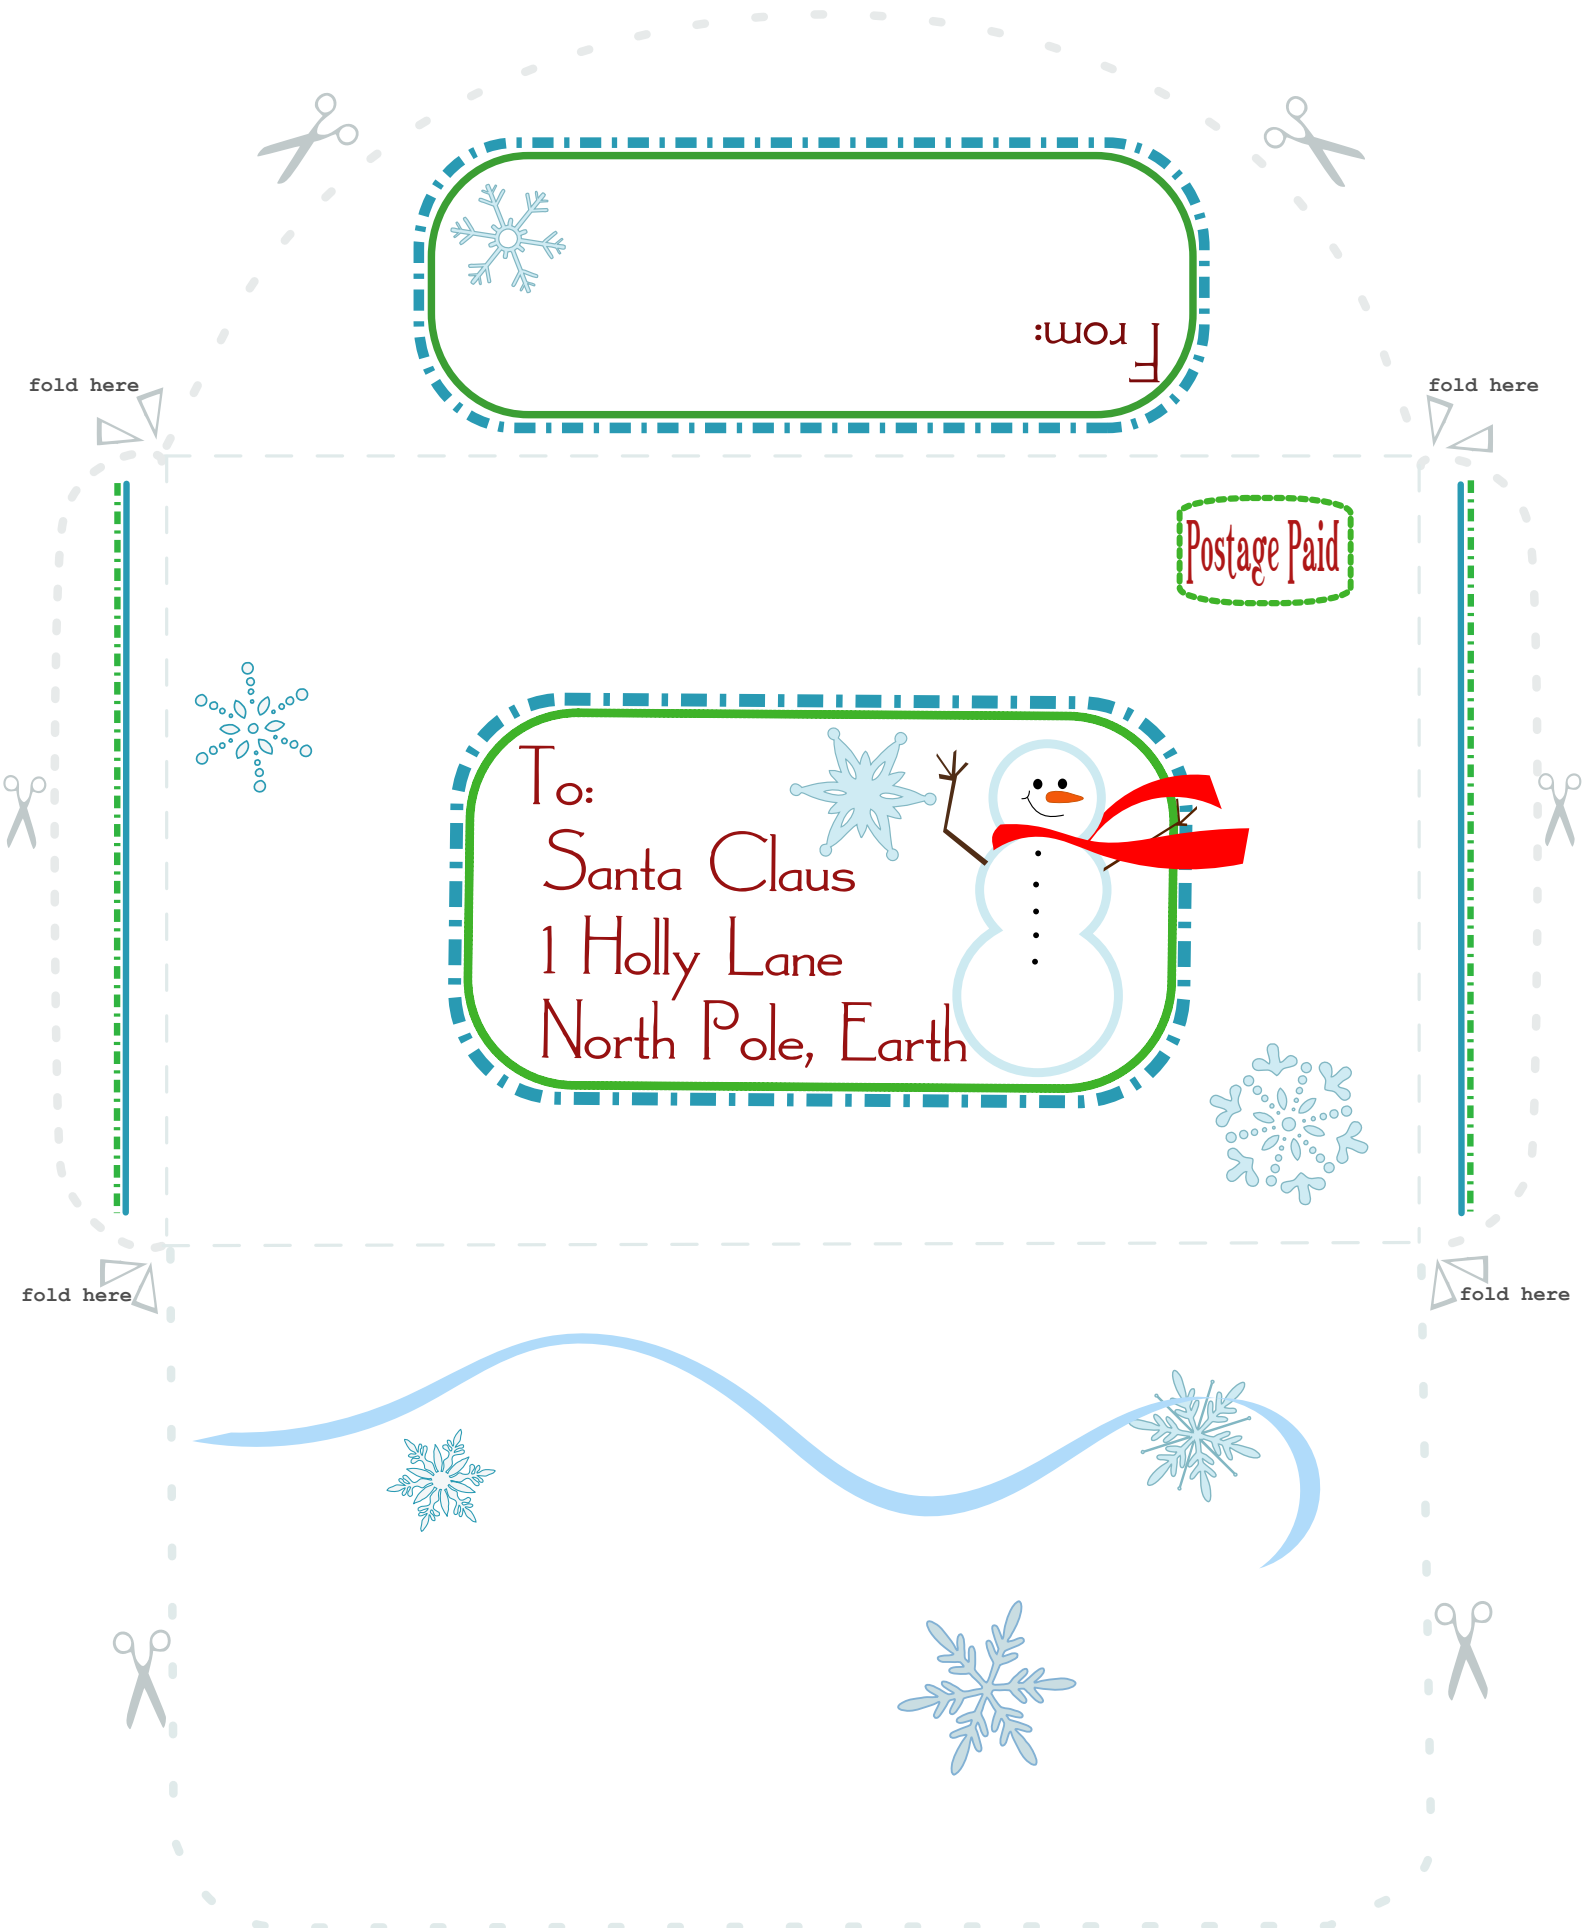 From:
fold here
fold here
Postage Paid
To:
Santa Claus
1 Holly Lane
North Pole, Earth
fold here
fold here